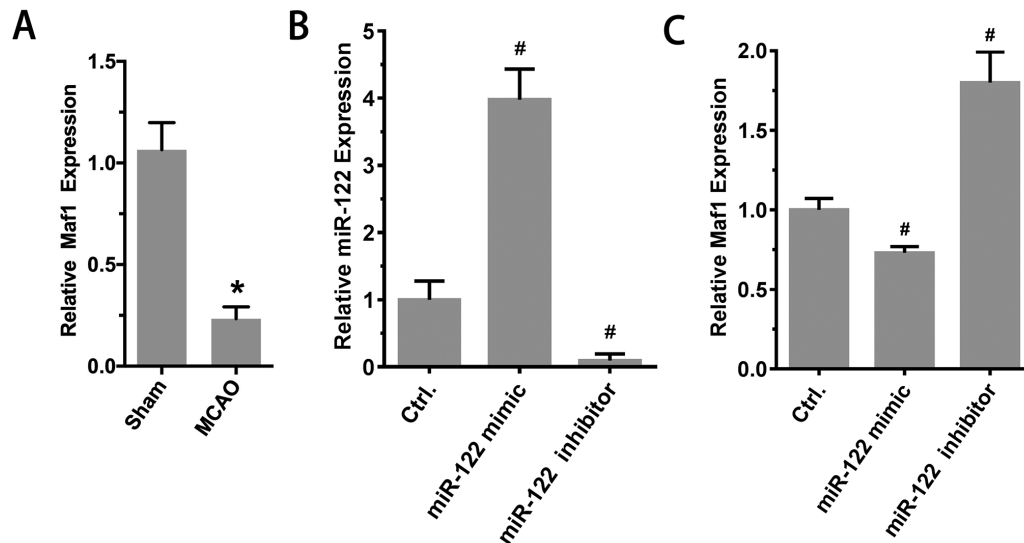 A
Relative Maf1 Expression
1.5
1.0
0.5
0.0
*
Sham
MCAO
B
Relative miR-122 Expression
5
4
3
2
1
0
#
#
Ctrl.
miR-122 mimic
miR-122 inhibitor
C
Relative Maf1 Expression
2.0
1.5
1.0
0.5
0.0
#
#
Ctrl.
miR-122 mimic
miR-122 inhibitor